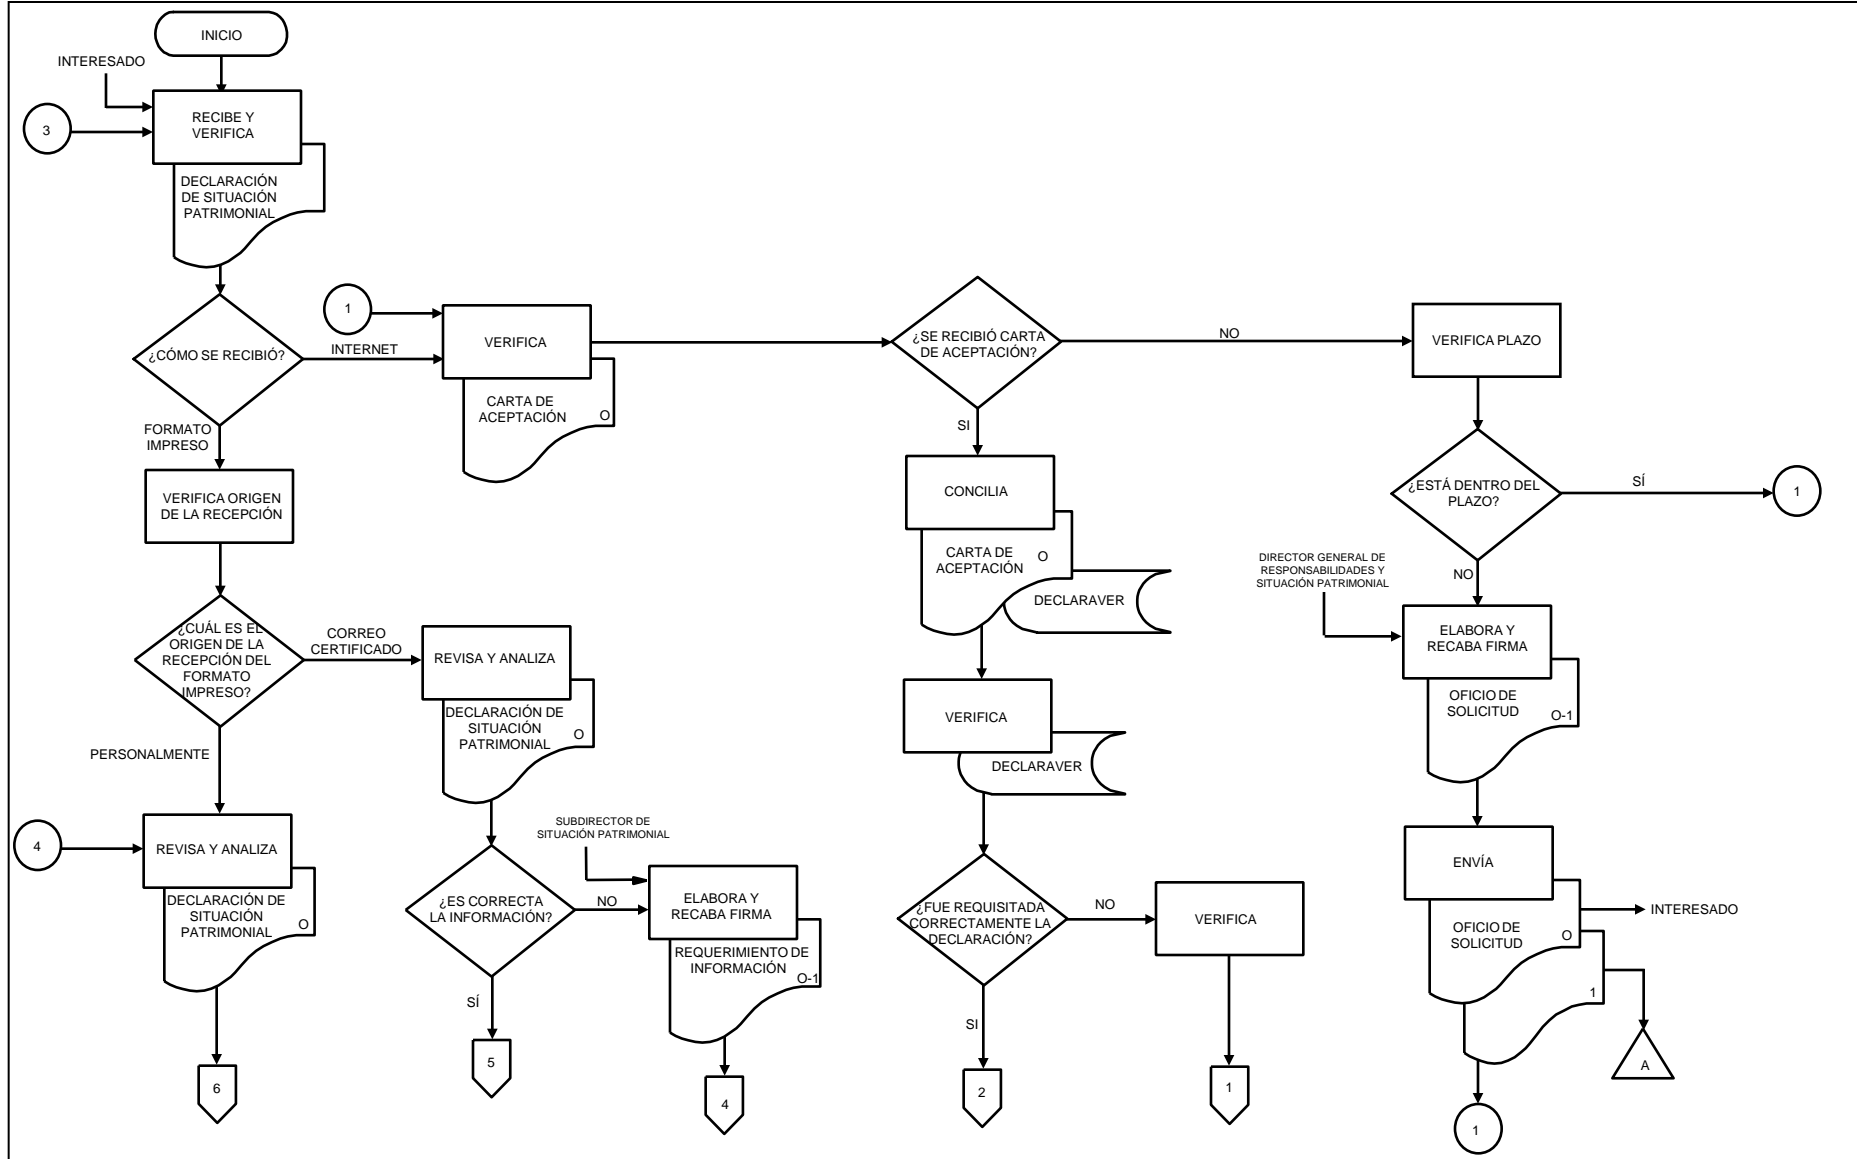 INICIO
INTERESADO
3
RECIBE Y
VERIFICA
DECLARACIÓN
DE SITUACIÓN
PATRIMONIAL
¿CÓMO SE RECIBIÓ?
INTERNET
FORMATO
IMPRESO
1
VERIFICA
CARTA DE
ACEPTACIÓN
O
VERIFICA ORIGEN
DE LA RECEPCIÓN
¿CUÁL ES EL
ORIGEN DE LA
RECEPCIÓN DEL
FORMATO
IMPRESO?
CORREO
CERTIFICADO
PERSONALMENTE
4
REVISA Y ANALIZA
DECLARACIÓN DE
SITUACIÓN
PATRIMONIAL
O
6
REVISA Y ANALIZA
DECLARACIÓN DE
SITUACIÓN
PATRIMONIAL
O
¿ES CORRECTA
LA INFORMACIÓN?
NO
SÍ
5
SUBDIRECTOR DE
SITUACIÓN PATRIMONIAL
ELABORA Y
RECABA FIRMA
REQUERIMIENTO DE
INFORMACIÓN
O-1
4
¿SE RECIBIÓ CARTA
DE ACEPTACIÓN?
NO
SI
CONCILIA
CARTA DE
ACEPTACIÓN
O
DECLARAVER
VERIFICA
DECLARAVER
¿FUE REQUISITADA
CORRECTAMENTE LA
DECLARACIÓN?
NO
SI
2
VERIFICA
1
VERIFICA PLAZO
¿ESTÁ DENTRO DEL
PLAZO?
SÍ
1
NO
DIRECTOR GENERAL DE
RESPONSABILIDADES Y
SITUACIÓN PATRIMONIAL
ELABORA Y
RECABA FIRMA
OFICIO DE
SOLICITUD
O-1
ENVÍA
OFICIO DE
SOLICITUD
O
INTERESADO
1
A
1